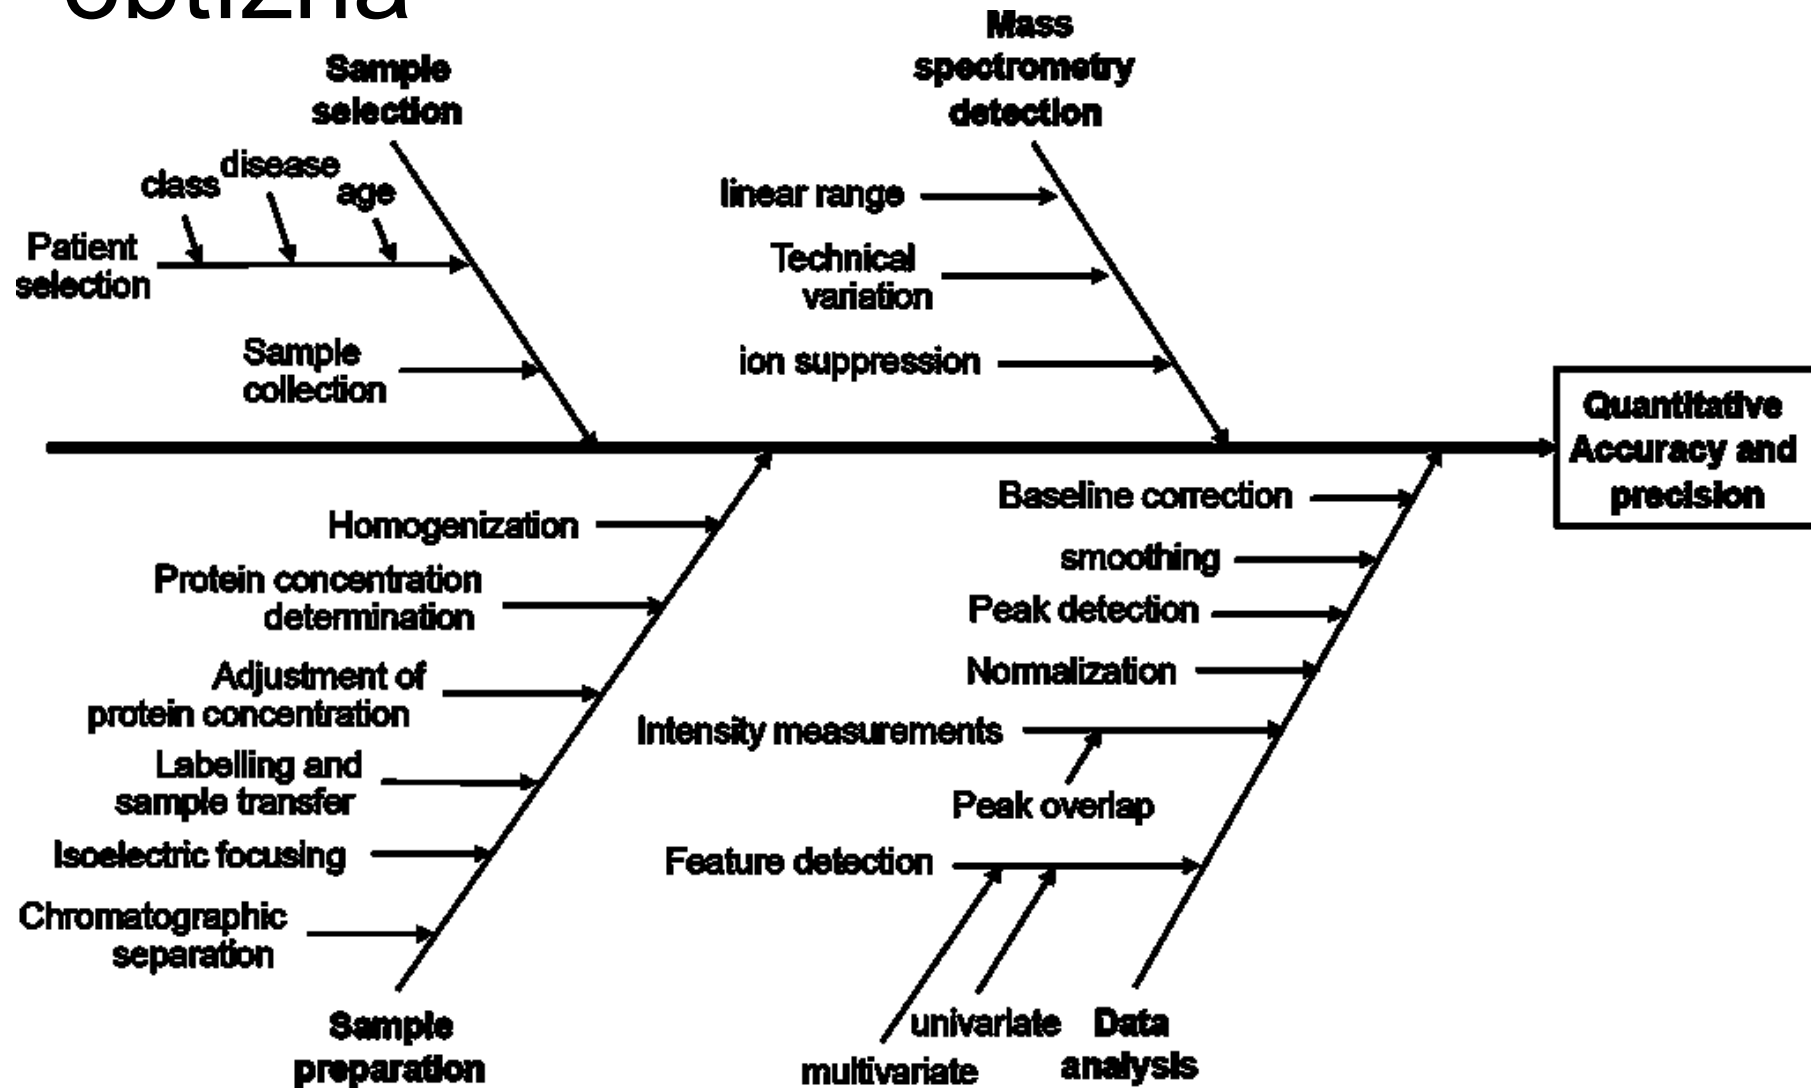 obtížná
Mass
spectrometry
detection
Sample
selection
class
disease
age
Patient
selection
Sample
collection
linear range
Technical
variation
ion suppression
Quantitative
Accuracy and
precision
Homogenization
Protein concentration
determination
Adjustment of
protein concentration
Labelling and
sample transfer
Isoelectric focusing
Chromatographic
separation
Sample
preparation
Baseline correction
smoothing
Peak detection
Normalization
Intensity measurements
Peak overlap
Feature detection
univariate
multivariate
Data
analysis